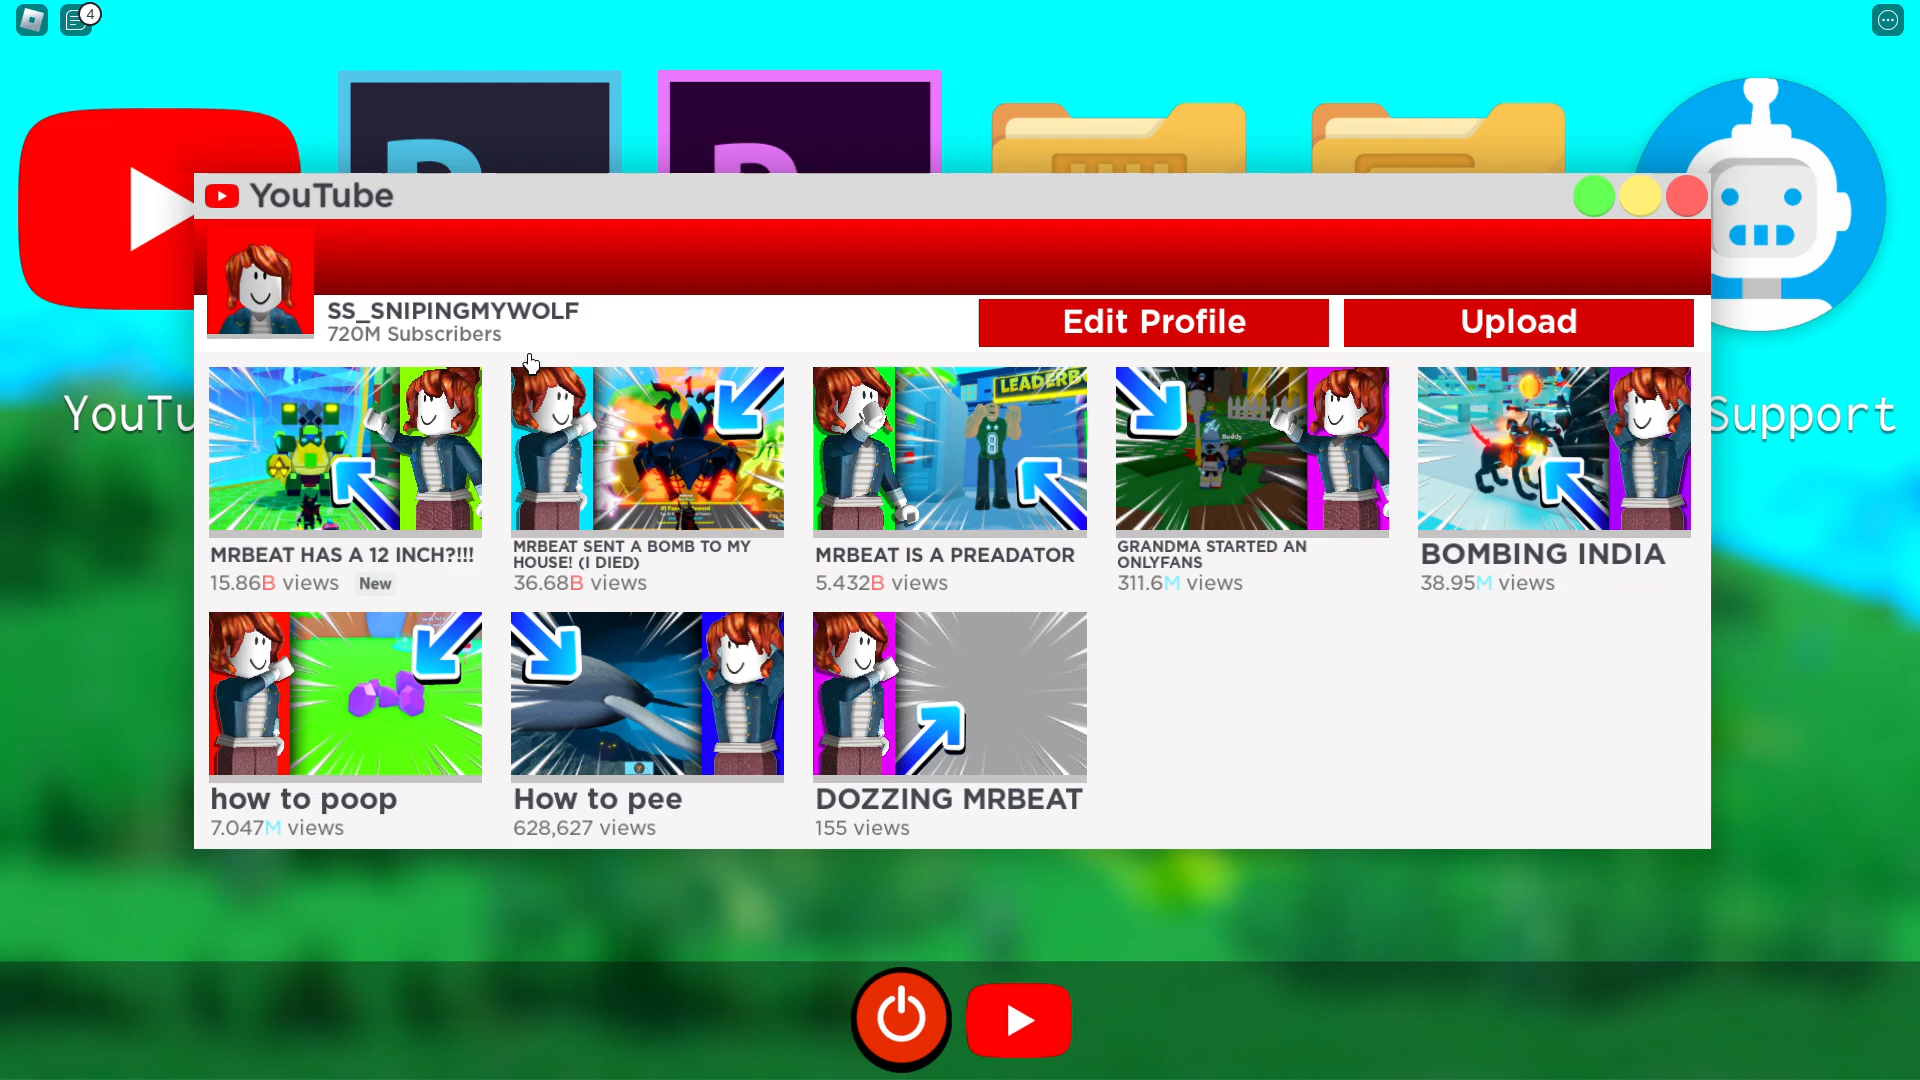 4
YouTube
SS_SNIPINGMYWOLF
720M Subscribers
Edit Profile
Upload
YouTu
Support
LEADERB
Buddy
MRBEAT HAS A 12 INCH?!!!
15.86B views New
MRBEAT SENT A BOMB TO MY
HOUSE! (I DIED)
36.68B views
MRBEAT IS A PREADATOR
5.432B views
GRANDMA STARTED AN
ONLYFANS
311.6M views
BOMBING INDIA
38.95M views
how to poop
7.047M views
How to pee
628,627 views
DOZZING MRBEAT
155 views